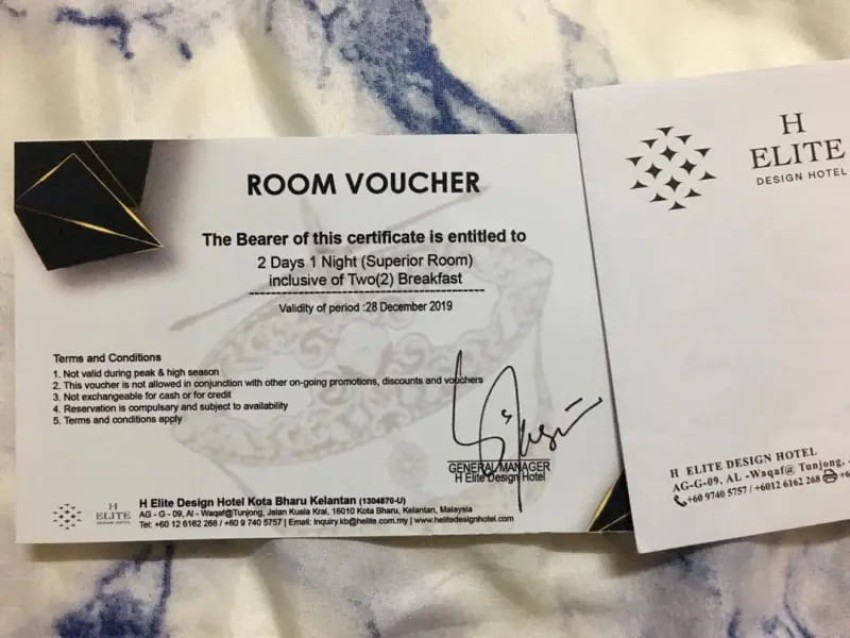 ROOM VOUCHER
The Bearer of this certificate is entitled to
2 Days 1 Night (Superior Room)
inclusive of Two(2) Breakfast
Validity of period :28 December 2019
Terms and Conditions
1. Not valid during peak & high season
2. This voucher is not allowed in conjunction with other on-going promotions, discounts and vouchers
3. Not exchangeable for cash or for credit
4. Reservation is compulsary and subject to availability
5. Terms and conditions apply
GENERAL MANAGER
H Elite Design Hotel
H
ELITE
DESIGN HOTEL
H Elite Design Hotel Kota Bharu Kelantan (1304870-U)
AG - G - 09, Al - Waqaf@Tunjong, Jalan Kuala Krai, 16010 Kota Bharu, Kelantan, Malaysia
Tel: +60 12 6162 268 / +60 9 740 5757 | Email: inquiry.kb@helite.com.my | www.helitedesignhotel.com
H
ELITE
DESIGN HOTEL
H ELITE DESIGN HOTEL
AG-G-09, AL -Waqaf@ Tunjong,
+60 9740 5757 / +6012 6162 268 +6